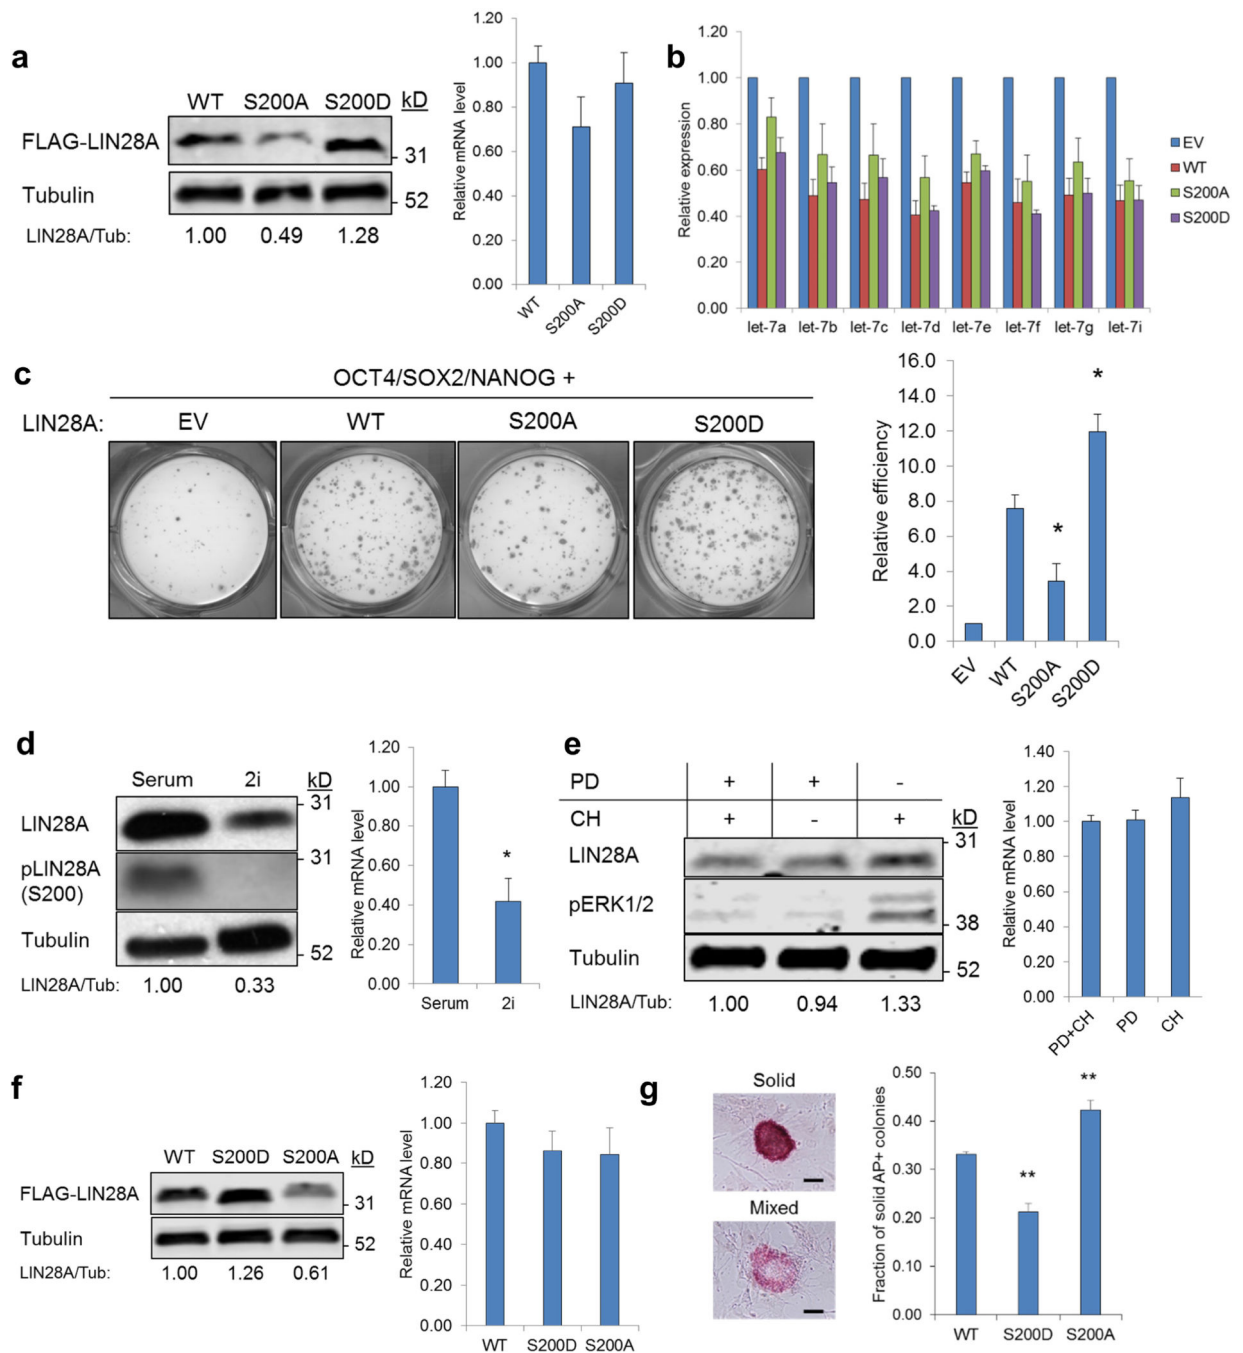 a
WT S200A S200D kD
FLAG-LIN28A
31
Tubulin
52
LIN28A/Tub: 1.00 0.49 1.28
Relative mRNA level
1.20
1.00
0.80
0.60
0.40
0.20
0.00
WT S200A S200D
b
Relative expression
1.00
0.80
0.60
0.40
0.20
0.00
let-7a let-7b let-7c let-7d let-7e let-7f let-7g let-7i
EV
WT
S200A
S200D
c
OCT4/SOX2/NANOG +
LIN28A: EV WT S200A S200D
Relative efficiency
16.0
14.0
12.0
10.0
8.0
6.0
4.0
2.0
0.0
*
*
EV WT S200A S200D
d
Serum 2i kD
31
LIN28A
31
pLIN28A
(S200)
Tubulin
52
LIN28A/Tub: 1.00 0.33
Relative mRNA level
1.20
1.00
0.80
0.60
0.40
0.20
0.00
*
Serum 2i
e
PD + + -
CH + - + kD
31
LIN28A
pERK1/2
38
Tubulin
52
LIN28A/Tub: 1.00 0.94 1.33
Relative mRNA level
1.40
1.20
1.00
0.80
0.60
0.40
0.20
0.00
PD+CH PD CH
f
WT S200D S200A kD
FLAG-LIN28A
31
Tubulin
52
LIN28A/Tub: 1.00 1.26 0.61
Relative mRNA level
1.20
1.00
0.80
0.60
0.40
0.20
0.00
WT S200D S200A
g
Solid
Mixed
Fraction of solid AP+ colonies
0.50
0.40
0.30
0.20
0.10
0.00
**
**
WT S200D S200A